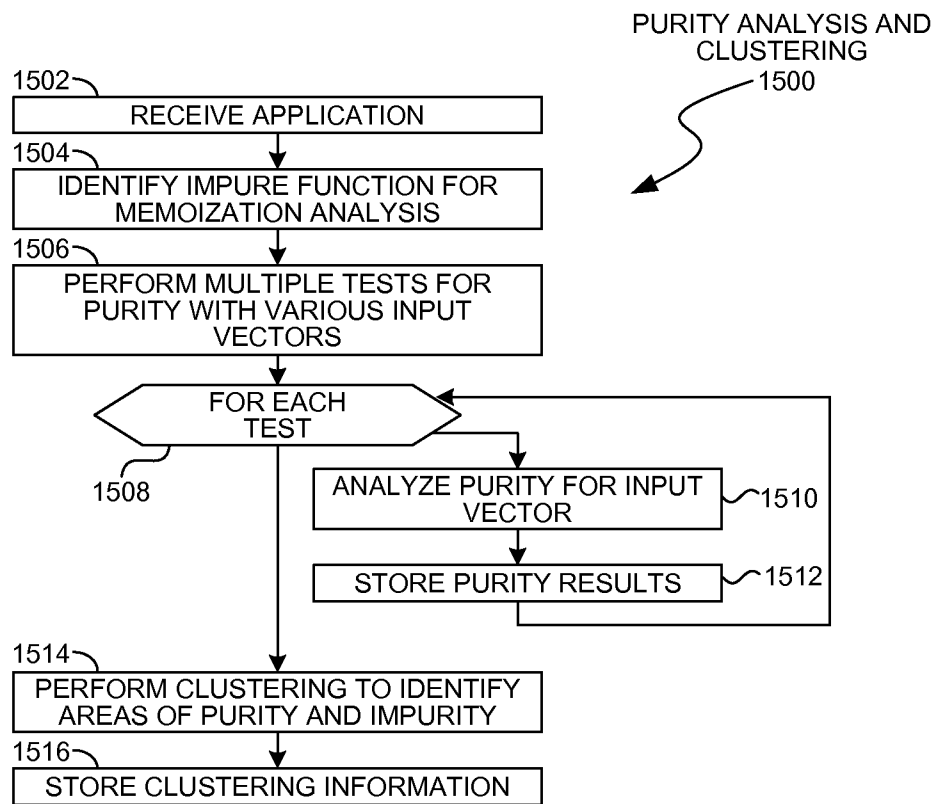 PURITY ANALYSIS AND
CLUSTERING
1500
1502
RECEIVE APPLICATION
1504
IDENTIFY IMPURE FUNCTION FOR
MEMOIZATION ANALYSIS
1506
PERFORM MULTIPLE TESTS FOR
PURITY WITH VARIOUS INPUT
VECTORS
FOR EACH
TEST
1508
ANALYZE PURITY FOR INPUT
VECTOR
1510
STORE PURITY RESULTS
1512
1514
PERFORM CLUSTERING TO IDENTIFY
AREAS OF PURITY AND IMPURITY
1516
STORE CLUSTERING INFORMATION